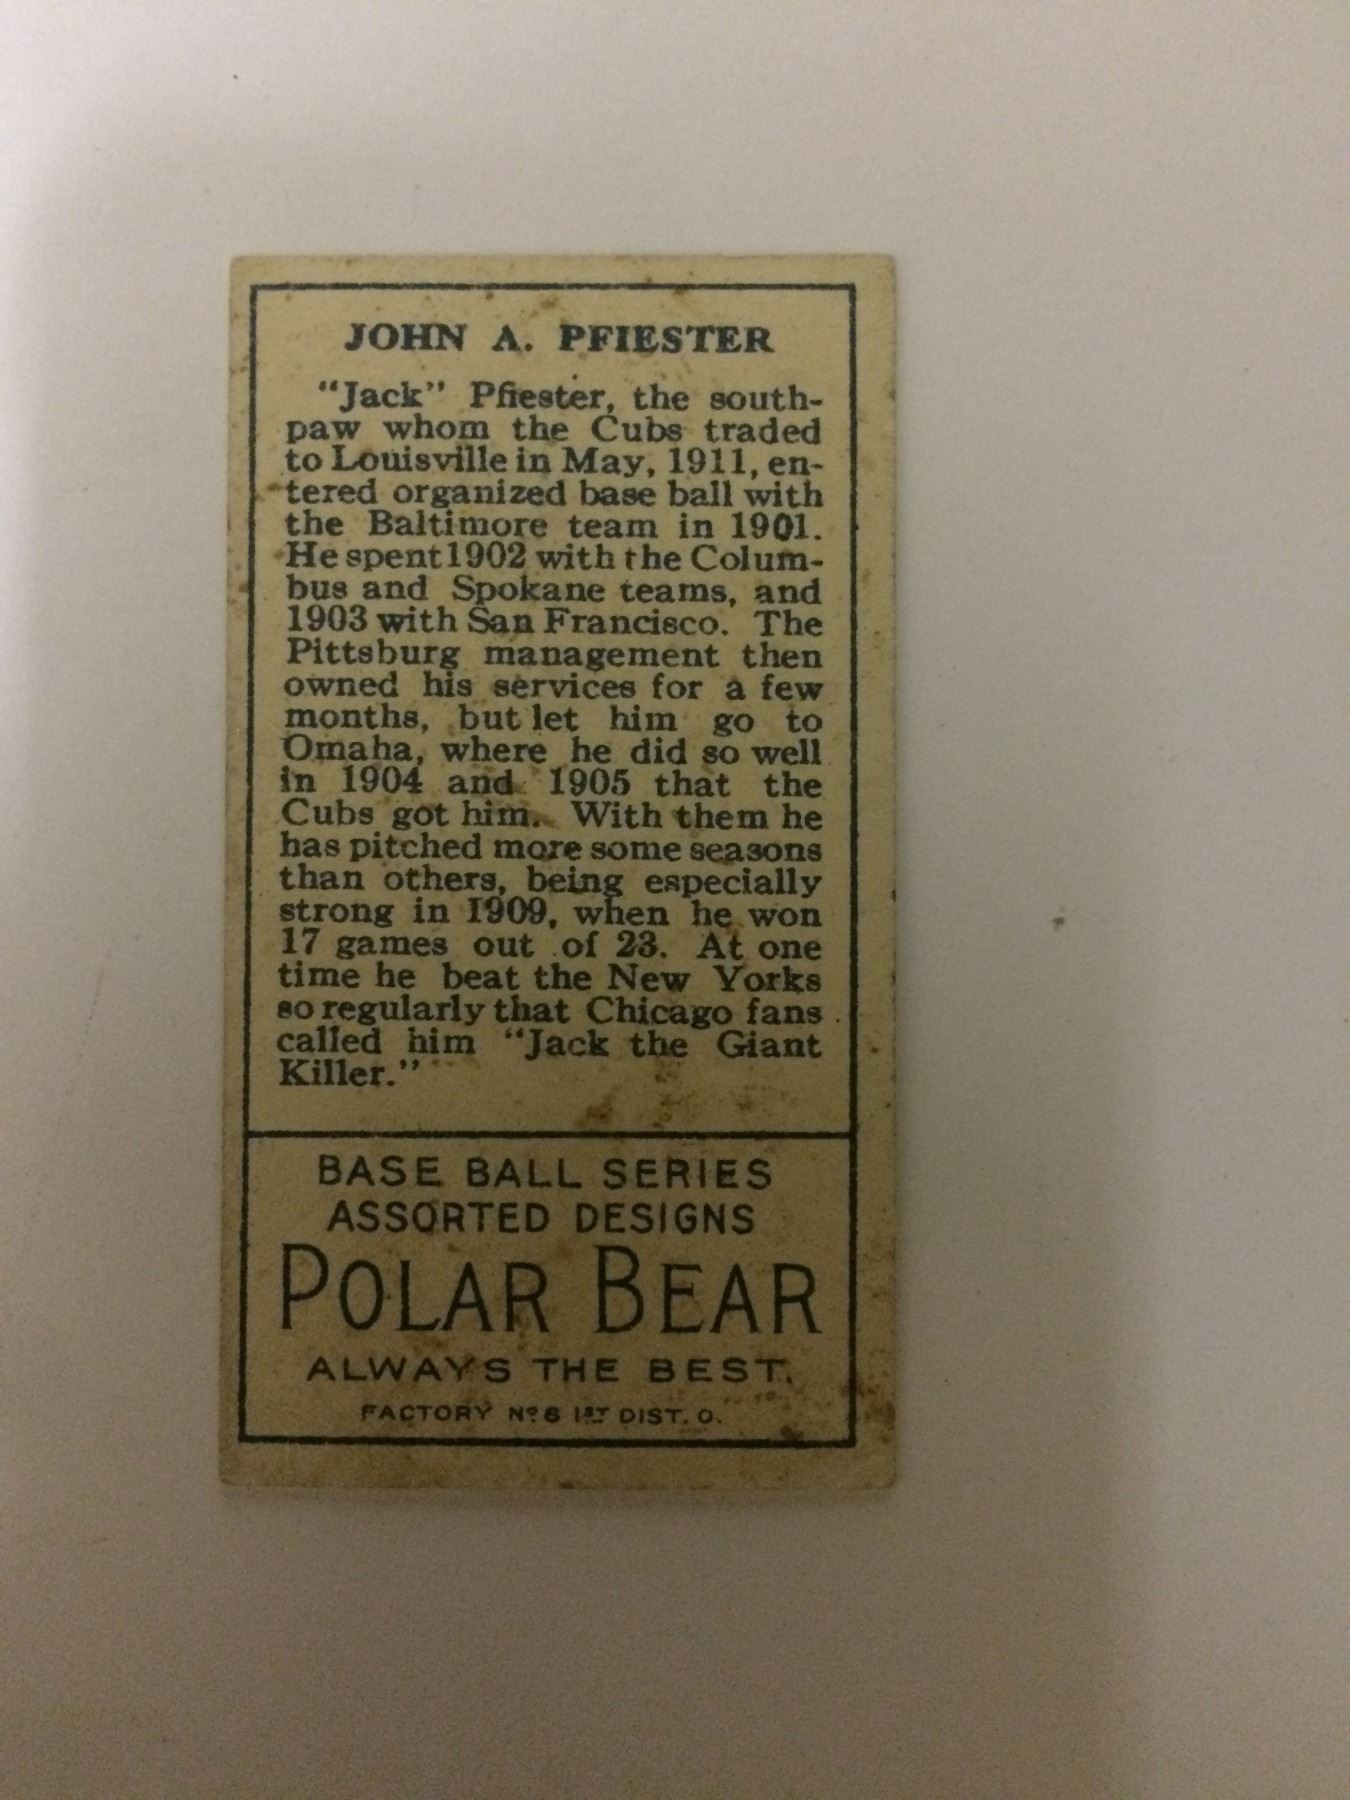 JOHN A. PFIESTER
"Jack" Pfiester, the south-
paw whom the Cubs traded
to Louisville in May, 1911, en-
tered organized base ball with
the Baltimore team in 1901.
He spent 1902 with the Colum-
bus and Spokane teams, and
1903 with San Francisco. The
Pittsburg management then
owned his services for a few
months, but let him go to
Omaha, where he did so well
in 1904 and 1905 that the
Cubs got him. With them he
has pitched more some seasons
than others, being especially
strong in 1909, when he won
17 games out of 23. At one
time he beat the New Yorks
so regularly that Chicago fans
called him "Jack the Giant
Killer."
BASE BALL SERIES
ASSORTED DESIGNS
POLAR BEAR
ALWAYS THE BEST.
FACTORY Nº 6 1ST DIST. O.